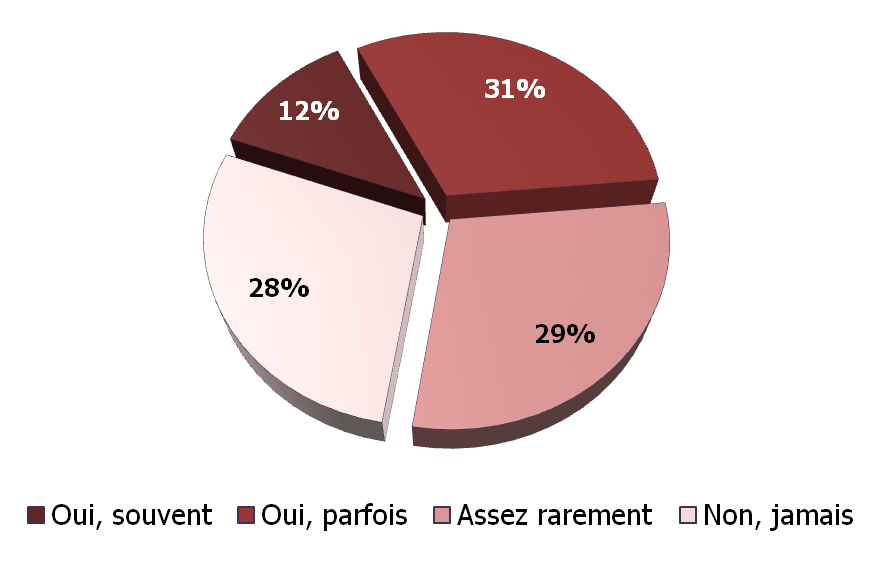 31%
12%
28%
29%
Oui, souvent Oui, parfois Assez rarement Non, jamais